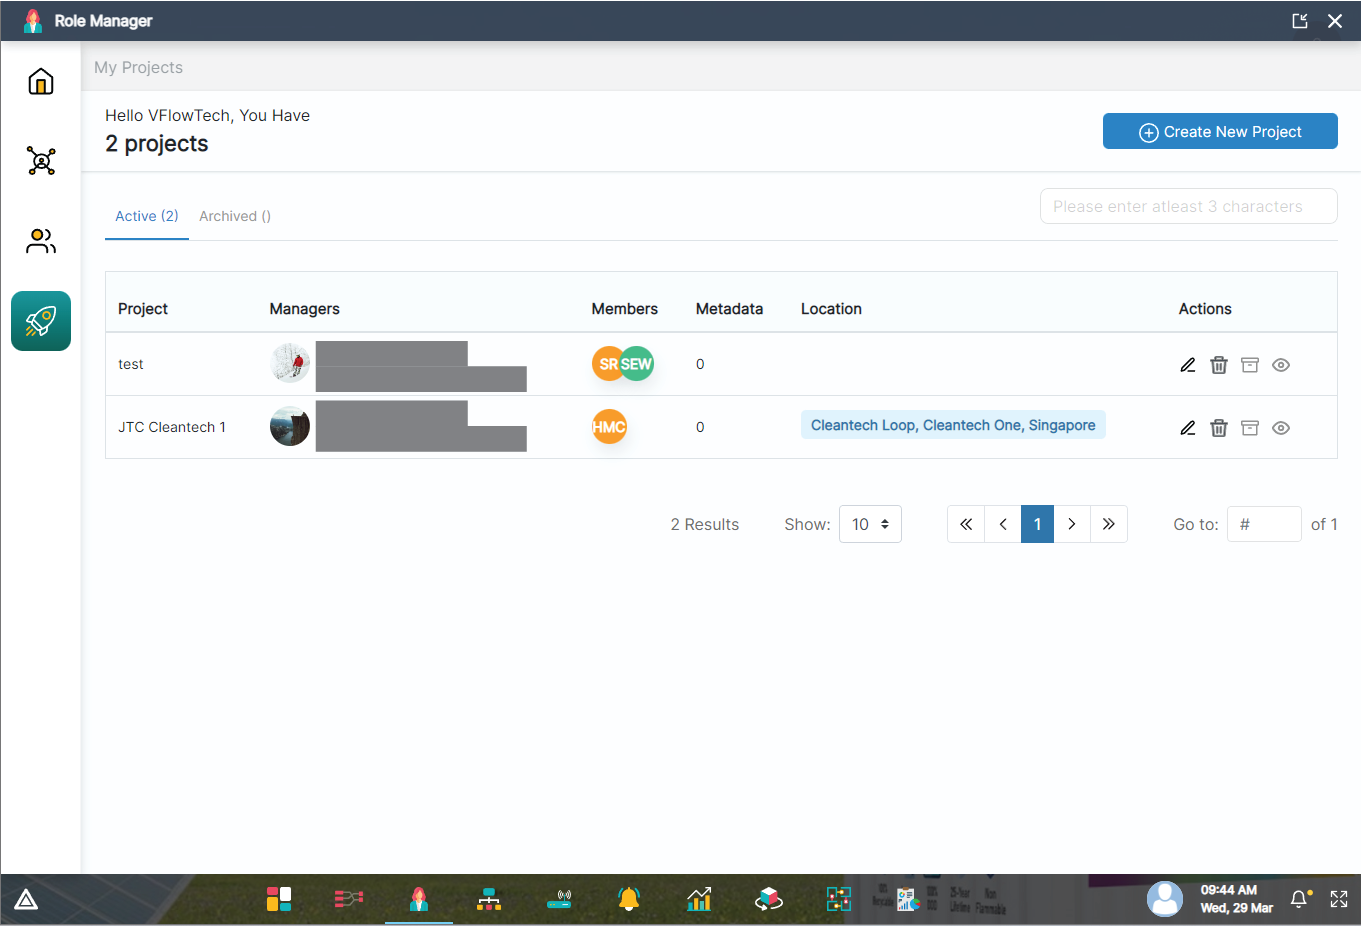 Role Manager
My Projects
Hello VFlowTech, You Have
2 projects
Create New Project
Active (2) Archived ()
Please enter atleast 3 characters
Project Managers Members Metadata Location Actions
test SR SEW 0
JTC Cleantech 1 HMC 0 Cleantech Loop, Cleantech One, Singapore
2 Results Show: 10 1 Go to: # of 1
09:44 AM
Wed, 29 Mar